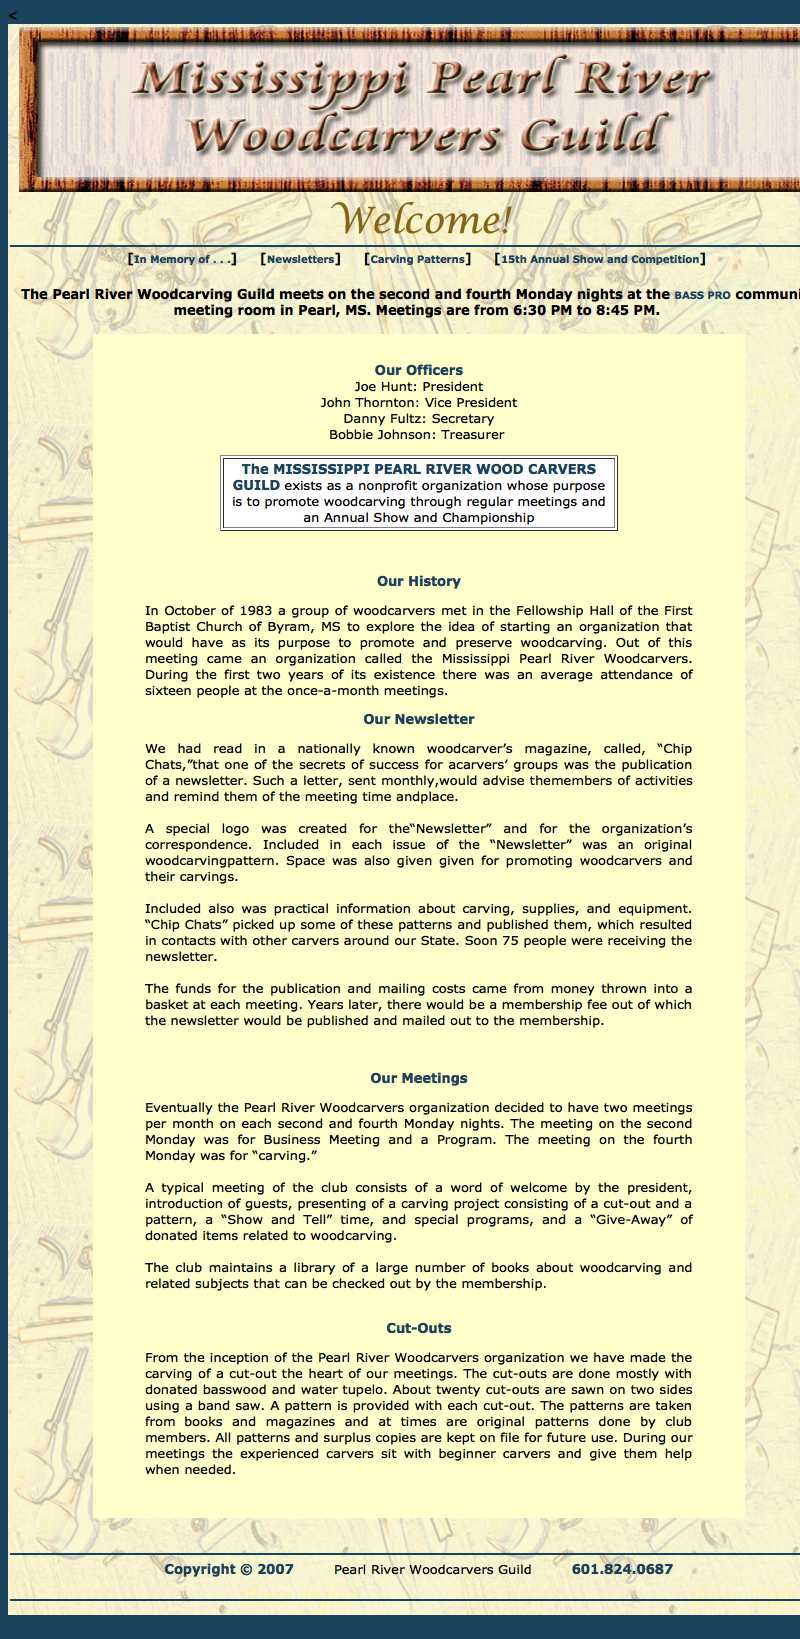 <
Mississippi Pearl River
Woodcarvers Guild
Welcome!
[In Memory of . . .] [Newsletters] [Carving Patterns] [15th Annual Show and Competition]
The Pearl River Woodcarving Guild meets on the second and fourth Monday nights at the BASS PRO communi
meeting room in Pearl, MS. Meetings are from 6:30 PM to 8:45 PM.
Our Officers
Joe Hunt: President
John Thornton: Vice President
Danny Fultz: Secretary
Bobbie Johnson: Treasurer
The MISSISSIPPI PEARL RIVER WOOD CARVERS
GUILD exists as a nonprofit organization whose purpose
is to promote woodcarving through regular meetings and
an Annual Show and Championship
Our History
In October of 1983 a group of woodcarvers met in the Fellowship Hall of the First
Baptist Church of Byram, MS to explore the idea of starting an organization that
would have as its purpose to promote and preserve woodcarving. Out of this
meeting came an organization called the Mississippi Pearl River Woodcarvers.
During the first two years of its existence there was an average attendance of
sixteen people at the once-a-month meetings.
Our Newsletter
We had read in a nationally known woodcarver’s magazine, called, “Chip
Chats,”that one of the secrets of success for acarvers’ groups was the publication
of a newsletter. Such a letter, sent monthly,would advise themembers of activities
and remind them of the meeting time andplace.
A special logo was created for the“Newsletter” and for the organization’s
correspondence. Included in each issue of the “Newsletter” was an original
woodcarvingpattern. Space was also given given for promoting woodcarvers and
their carvings.
Included also was practical information about carving, supplies, and equipment.
“Chip Chats” picked up some of these patterns and published them, which resulted
in contacts with other carvers around our State. Soon 75 people were receiving the
newsletter.
The funds for the publication and mailing costs came from money thrown into a
basket at each meeting. Years later, there would be a membership fee out of which
the newsletter would be published and mailed out to the membership.
Our Meetings
Eventually the Pearl River Woodcarvers organization decided to have two meetings
per month on each second and fourth Monday nights. The meeting on the second
Monday was for Business Meeting and a Program. The meeting on the fourth
Monday was for “carving.”
A typical meeting of the club consists of a word of welcome by the president,
introduction of guests, presenting of a carving project consisting of a cut-out and a
pattern, a “Show and Tell” time, and special programs, and a “Give-Away” of
donated items related to woodcarving.
The club maintains a library of a large number of books about woodcarving and
related subjects that can be checked out by the membership.
Cut-Outs
From the inception of the Pearl River Woodcarvers organization we have made the
carving of a cut-out the heart of our meetings. The cut-outs are done mostly with
donated basswood and water tupelo. About twenty cut-outs are sawn on two sides
using a band saw. A pattern is provided with each cut-out. The patterns are taken
from books and magazines and at times are original patterns done by club
members. All patterns and surplus copies are kept on file for future use. During our
meetings the experienced carvers sit with beginner carvers and give them help
when needed.
Copyright © 2007 Pearl River Woodcarvers Guild 601.824.0687